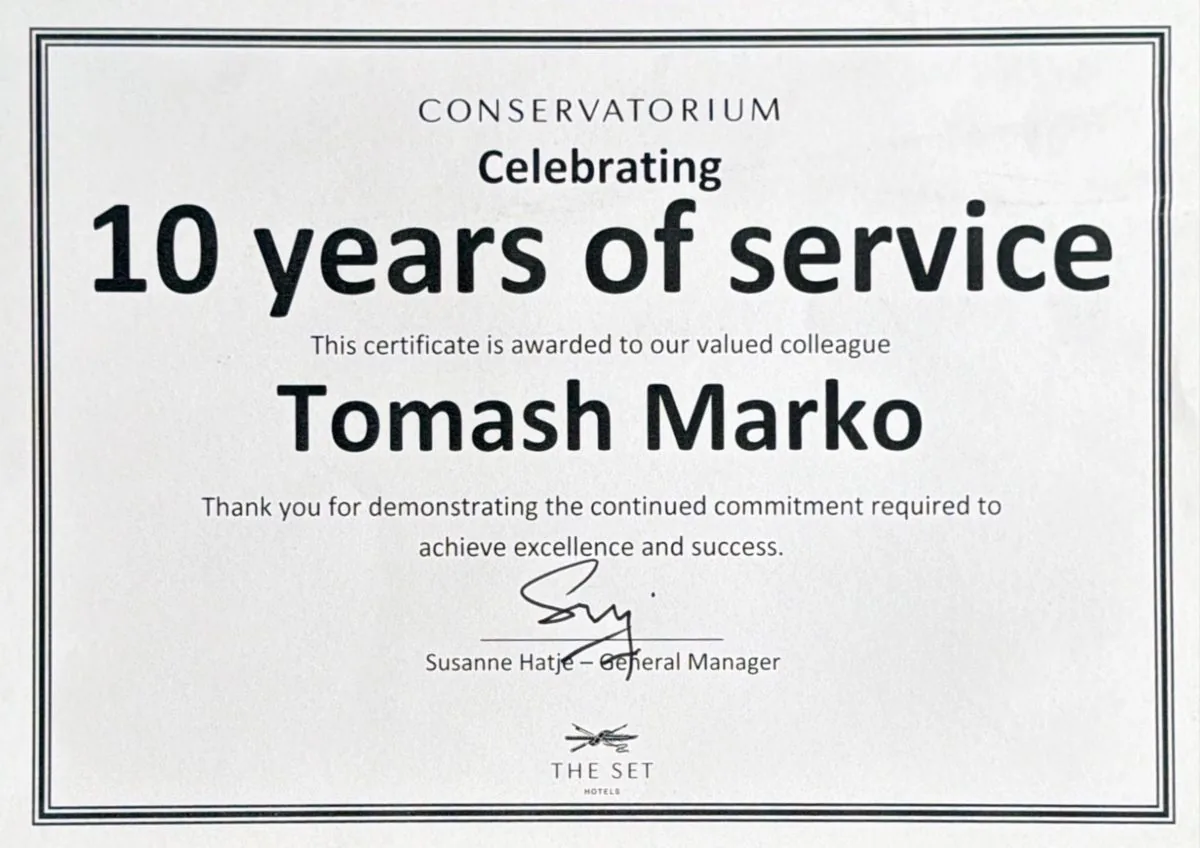 CONSERVATORIUM
Celebrating
10 years of service
This certificate is awarded to our valued colleague
Tomash Marko
Thank you for demonstrating the continued commitment required to
achieve excellence and success.
Susanne Hatje – General Manager
THE SET
HOTELS